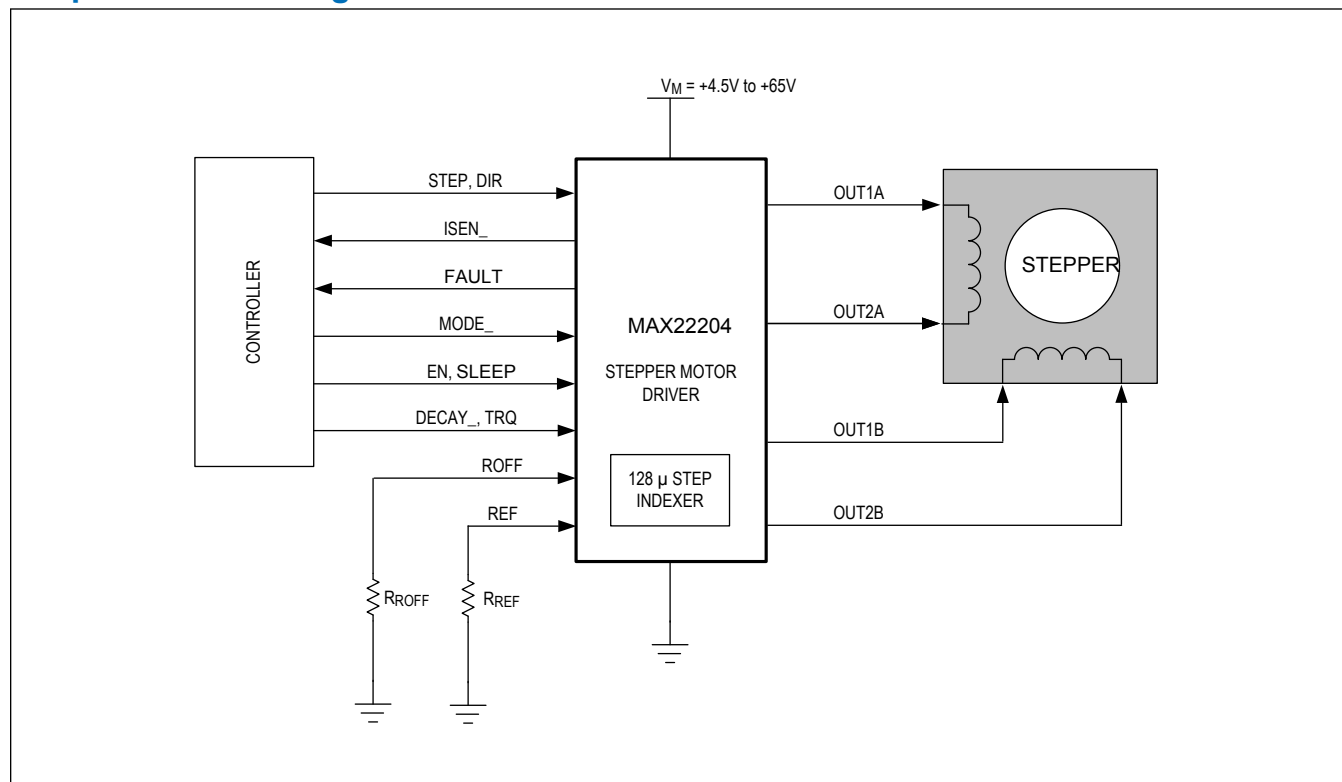 V_M = +4.5V to +65V
STEP, DIR
ISEN_
FAULT
MODE_
EN, SLEEP
DECAY_, TRQ
ROFF
REF
CONTROLLER
MAX22204
STEPPER MOTOR
DRIVER
128 µ STEP
INDEXER
OUT1A
OUT2A
OUT1B
OUT2B
STEPPER
RROFF
RREF